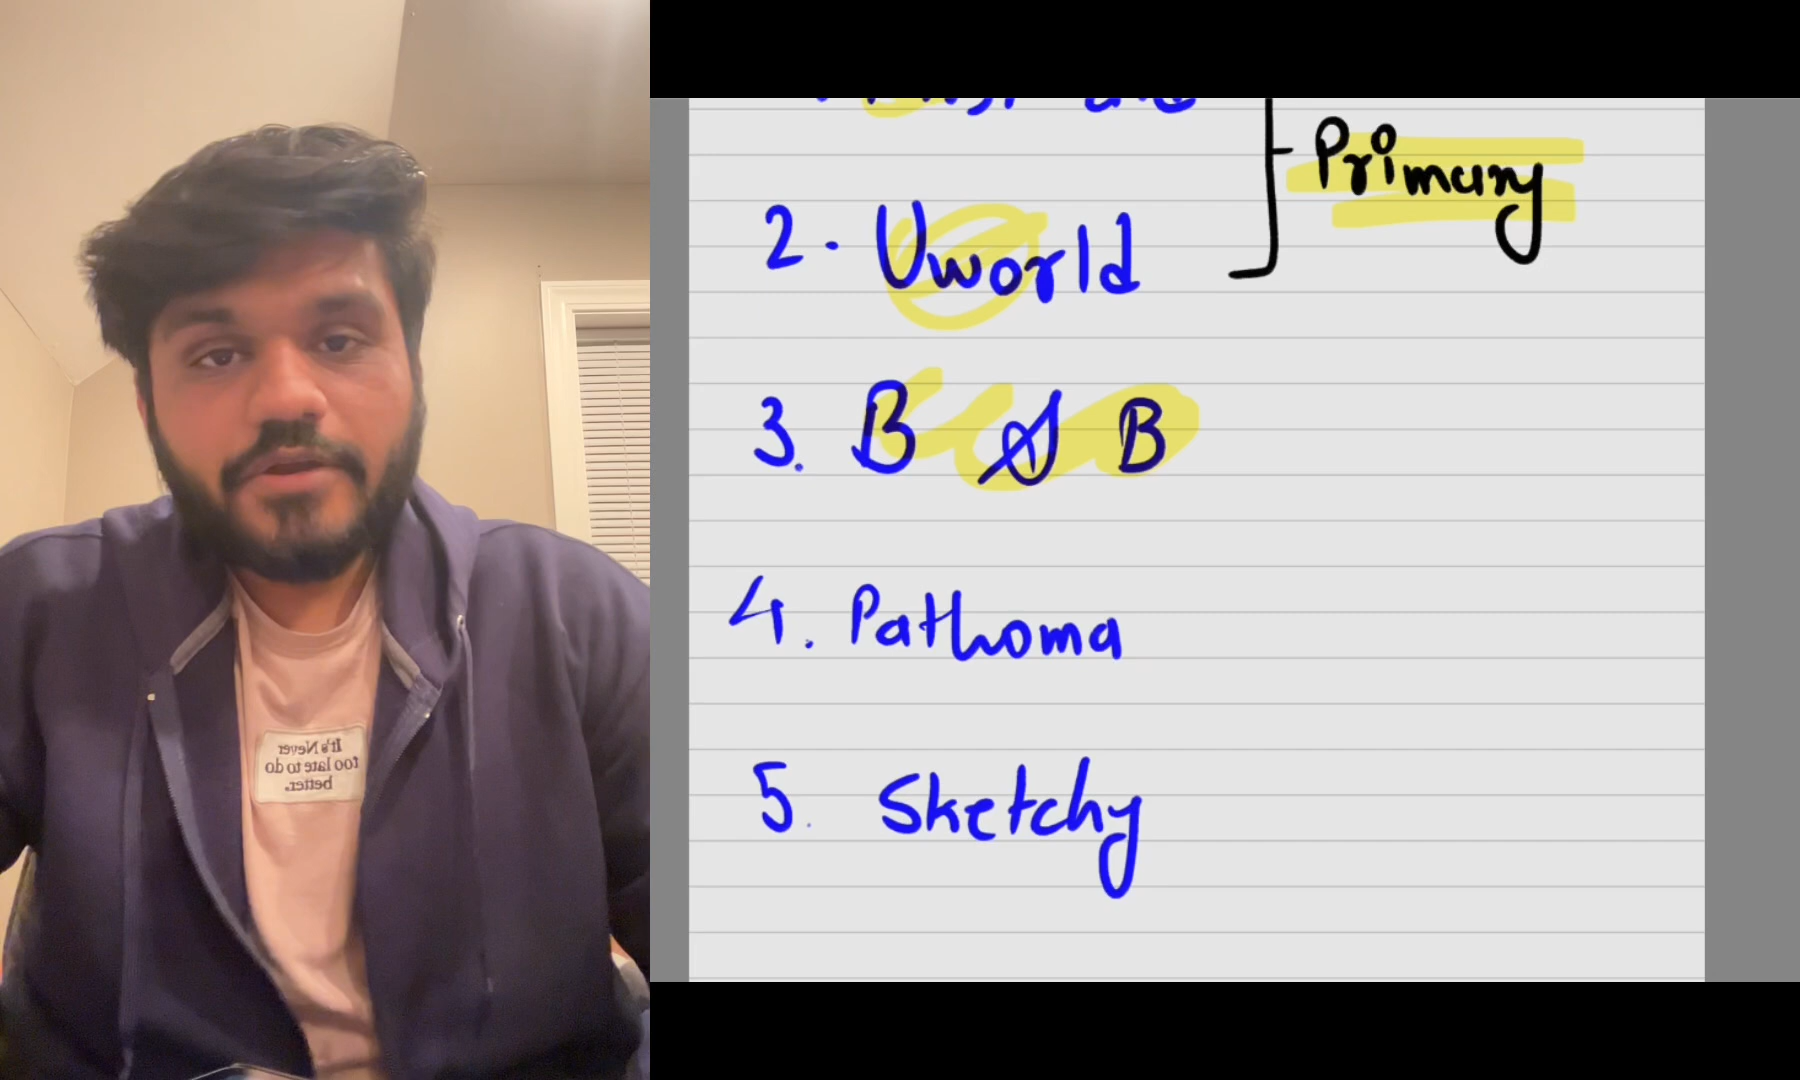 It's Never
too late to do
better.
Primary
2. Uworld
3. B & B
4. Pathoma
5. Sketchy